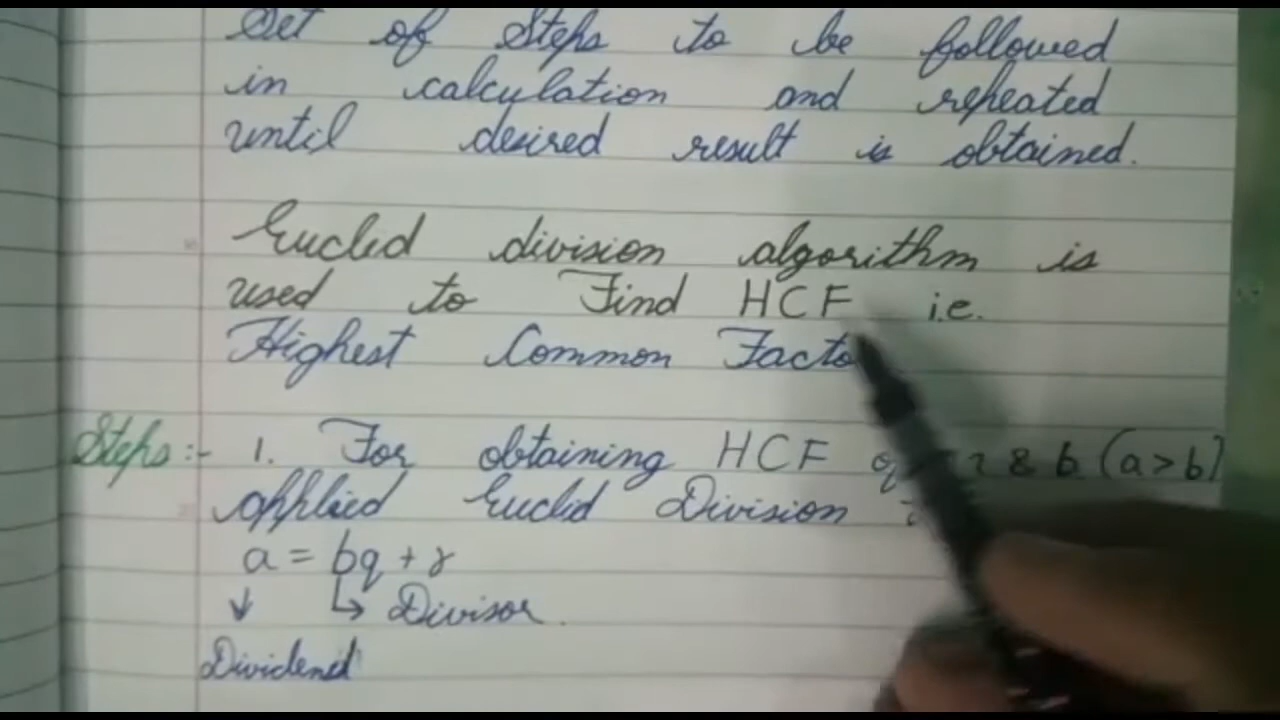 Set of Steps to be followed
in calculation and repeated
until desired result is obtained.
Euclid division algorithm is
used to Find HCF i.e.
Highest Common Facto
Steps:- 1. For obtaining HCF & b (a>b)
applied Euclid Division
a = bq + r
↓ ↳ Divisor.
Dividend